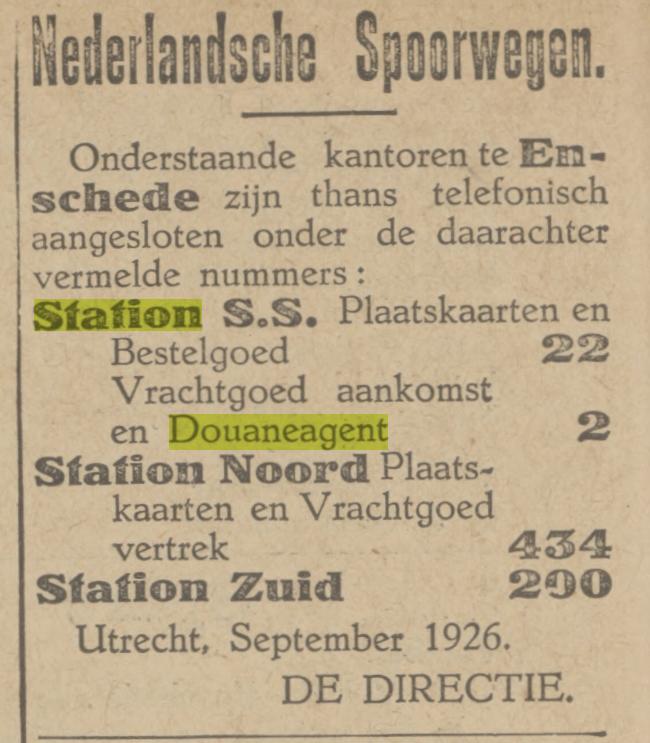 Nederlandsche Spoorwegen.
Onderstaande kantoren te En-
schede zijn thans telefonisch
aangesloten onder de daarachter
vermelde nummers:
Station S.S. Plaatskaarten en
Bestelgoed 22
Vrachtgoed aankomst
en Douaneagent 2
Station Noord Plaats-
kaarten en Vrachtgoed
vertrek 434
Station Zuid 290
Utrecht, September 1926.
DE DIRECTIE.